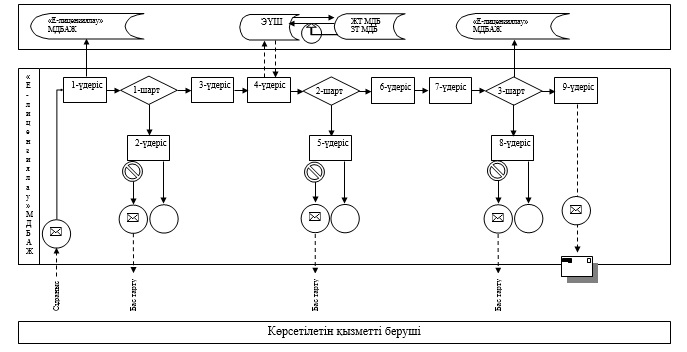 «Е-лицензиялау»
МДБАЖ
ЭҮШ
ЖТ МДБ
ЗТ МДБ
«Е-лицензиялау»
МДБАЖ
1-үдеріс
1-шарт
3-үдеріс
4-үдеріс
2-шарт
6-үдеріс
7-үдеріс
3-шарт
9-үдеріс
2-үдеріс
5-үдеріс
8-үдеріс
«Е-лицензиялау» МДБАЖ
Сұраныс
Бас тарту
Бас тарту
Бас тарту
Көрсетілетін қызметті беруші